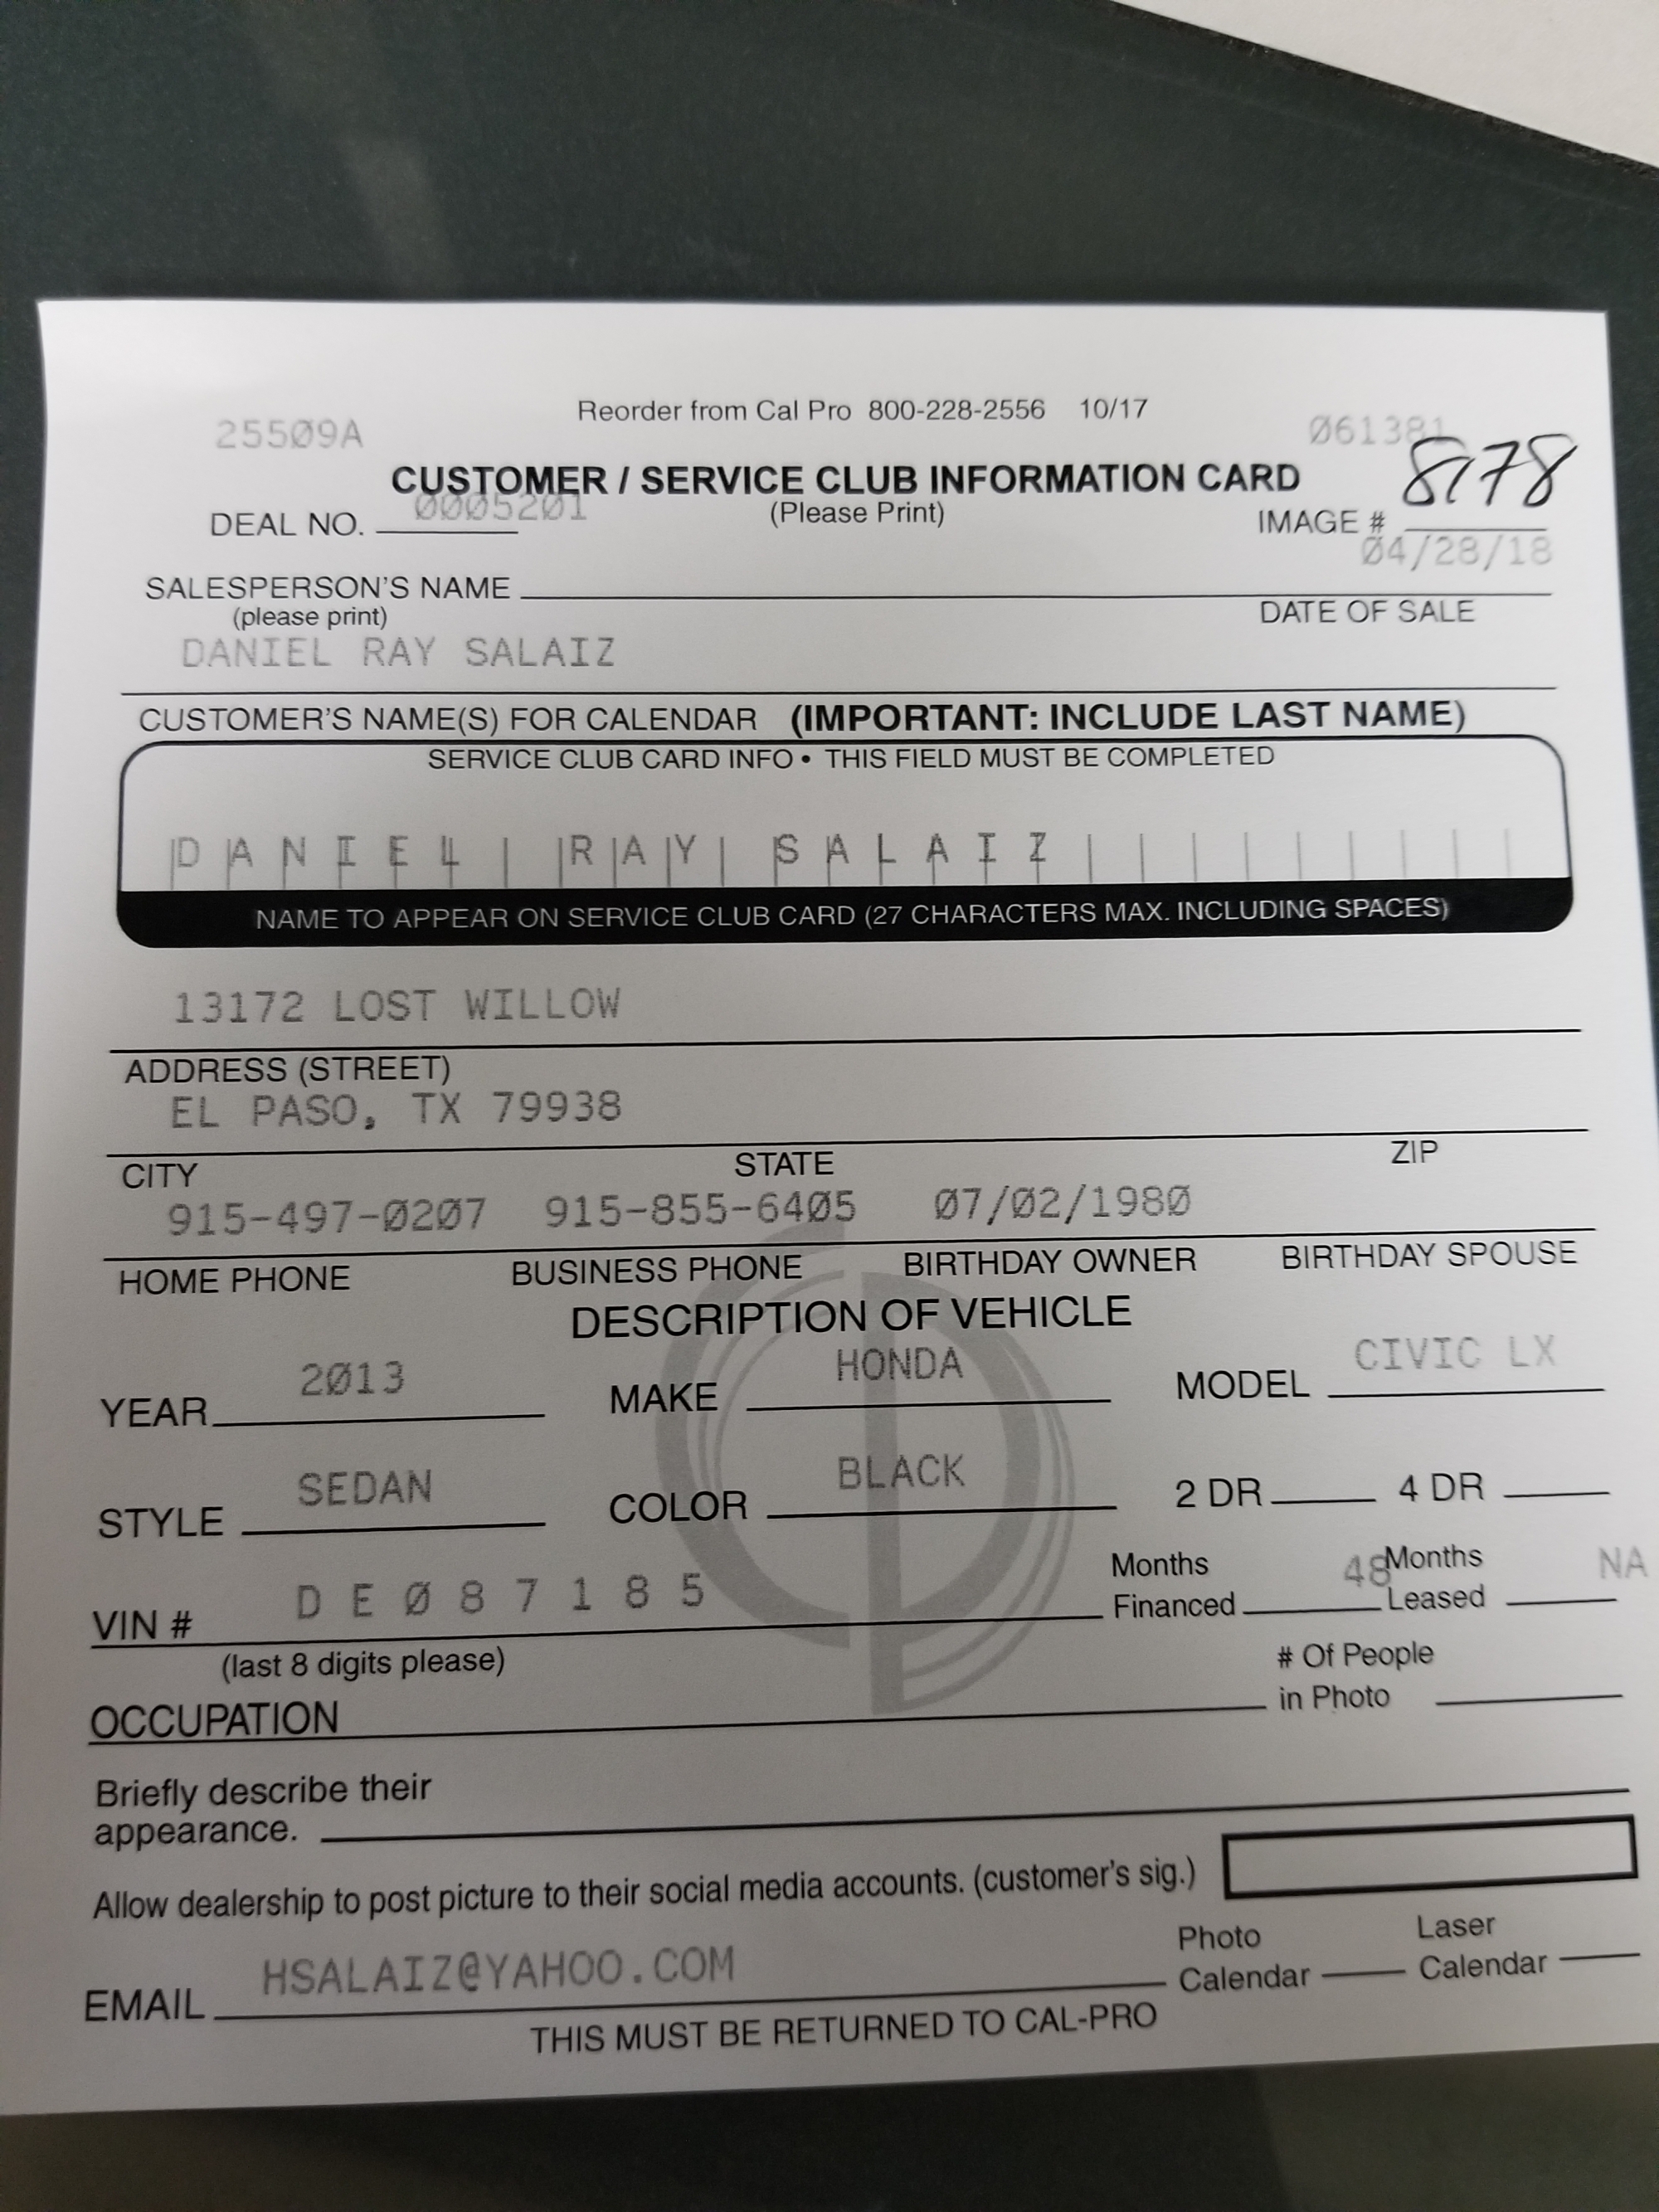 Reorder from Cal Pro 800-228-2556 10/17
25509A 061381
CUSTOMER / SERVICE CLUB INFORMATION CARD
8178
DEAL NO. 0005201 (Please Print) IMAGE #
04/28/18
SALESPERSON'S NAME
(please print) DATE OF SALE
DANIEL RAY SALAIZ
CUSTOMER'S NAME(S) FOR CALENDAR (IMPORTANT: INCLUDE LAST NAME)
SERVICE CLUB CARD INFO • THIS FIELD MUST BE COMPLETED
DANIEL RAY SALAIZ
NAME TO APPEAR ON SERVICE CLUB CARD (27 CHARACTERS MAX. INCLUDING SPACES)
13172 LOST WILLOW
ADDRESS (STREET)
EL PASO, TX 79938
CITY STATE ZIP
915-497-0207 915-855-6405 07/02/1980
HOME PHONE BUSINESS PHONE BIRTHDAY OWNER BIRTHDAY SPOUSE
DESCRIPTION OF VEHICLE
YEAR 2013 MAKE HONDA MODEL CIVIC LX
STYLE SEDAN COLOR BLACK 2 DR 4 DR
VIN # D E 0 8 7 1 8 5 Months Financed 48 Months Leased NA
(last 8 digits please) # Of People
OCCUPATION in Photo
Briefly describe their
appearance.
Allow dealership to post picture to their social media accounts. (customer's sig.)
EMAIL HSALAIZ@YAHOO.COM Photo Calendar Laser Calendar
THIS MUST BE RETURNED TO CAL-PRO